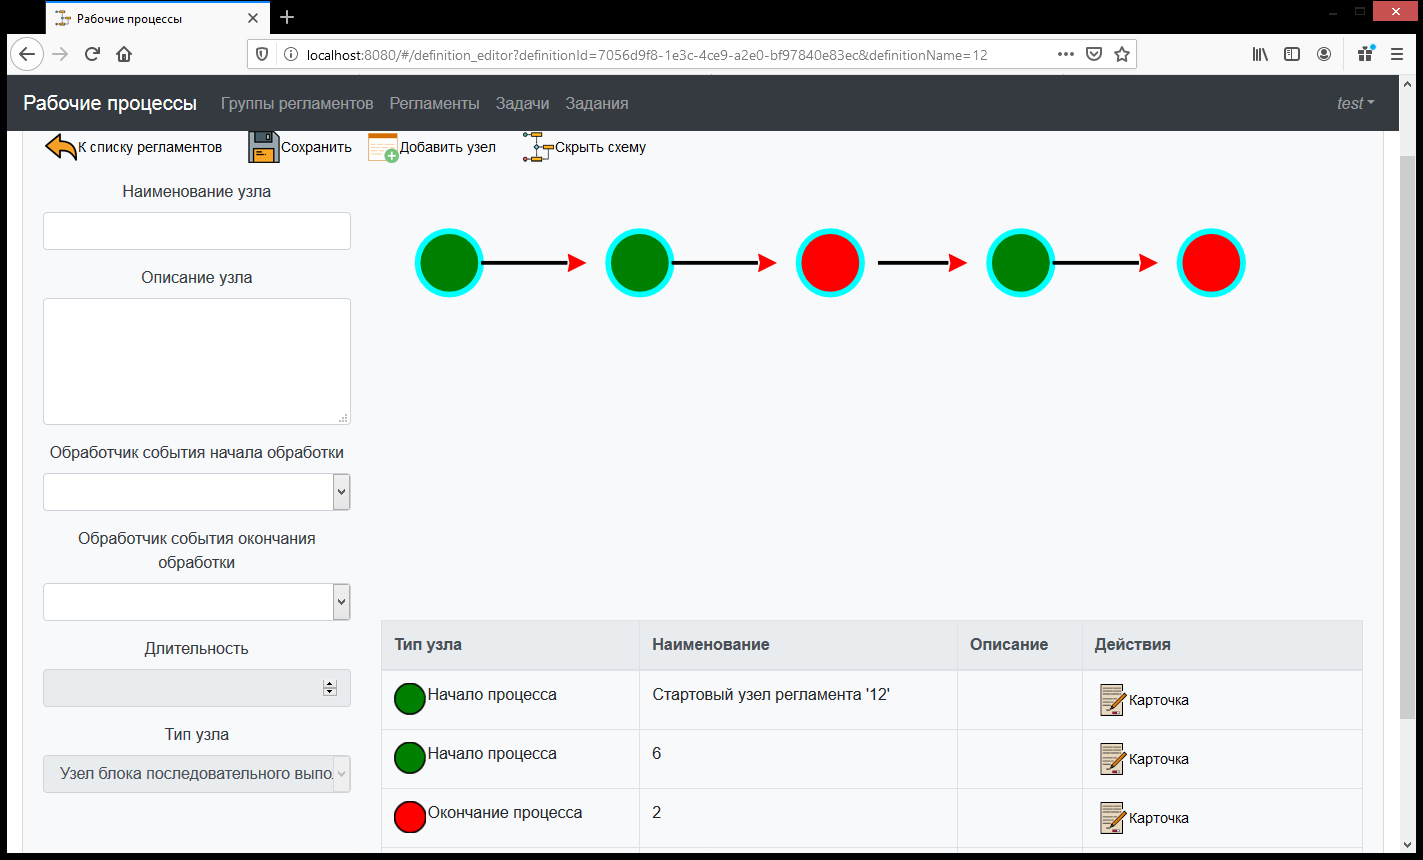 Рабочие процессы
localhost:8080/#/definition_editor?definitionId=7056d9f8-1e3c-4ce9-a2e0-bf97840e83ec&definitionName=12
Рабочие процессы Группы регламентов Регламенты Задачи Задания test
К списку регламентов Сохранить Добавить узел Скрыть схему
Наименование узла
Описание узла
Обработчик события начала обработки
Обработчик события окончания
обработки
Длительность
Тип узла
Узел блока последовательного выпо.
Тип узла Наименование Описание Действия
Начало процесса Стартовый узел регламента '12' Карточка
Начало процесса 6 Карточка
Окончание процесса 2 Карточка